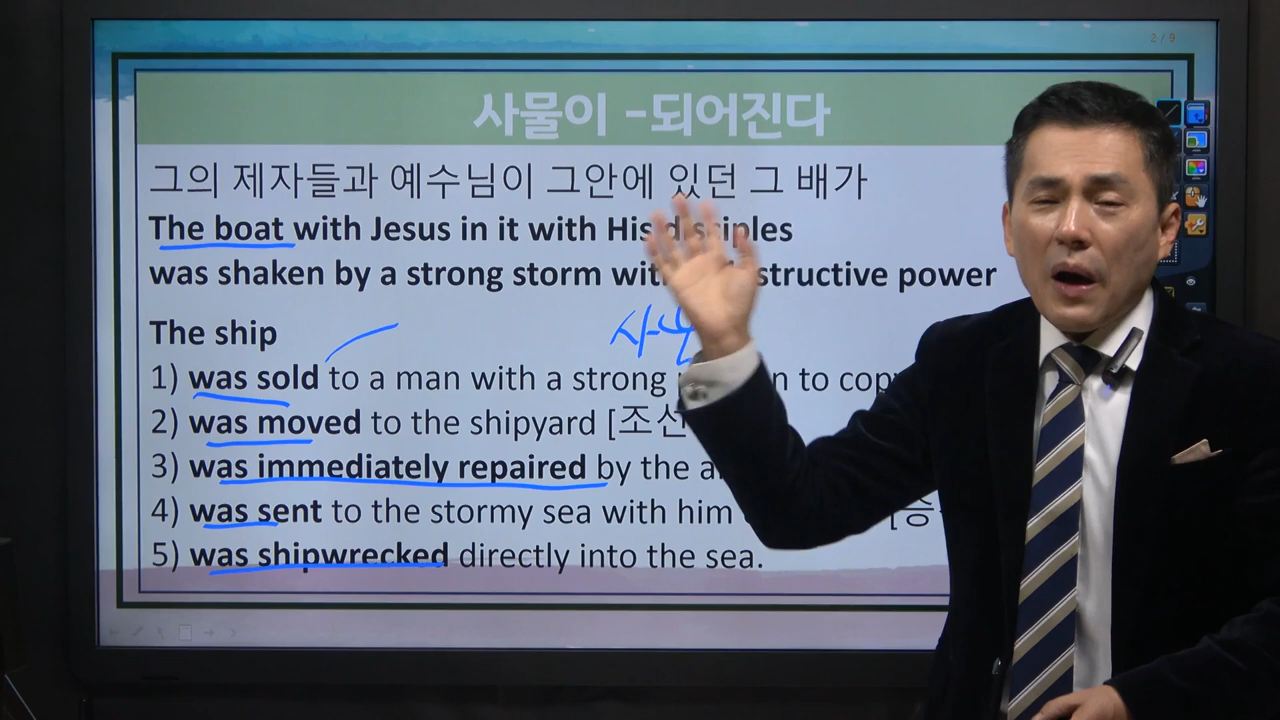 2/9
사물이 -되어진다
그의 제자들과 예수님이 그안에 있던 그 배가
The boat with Jesus in it with His disciples
was shaken by a strong storm with structive power
The ship
1) was sold to a man with a strong n to
2) was moved to the shipyard [조선
3) was immediately repaired by the
4) was sent to the stormy sea with him [승
5) was shipwrecked directly into the sea.